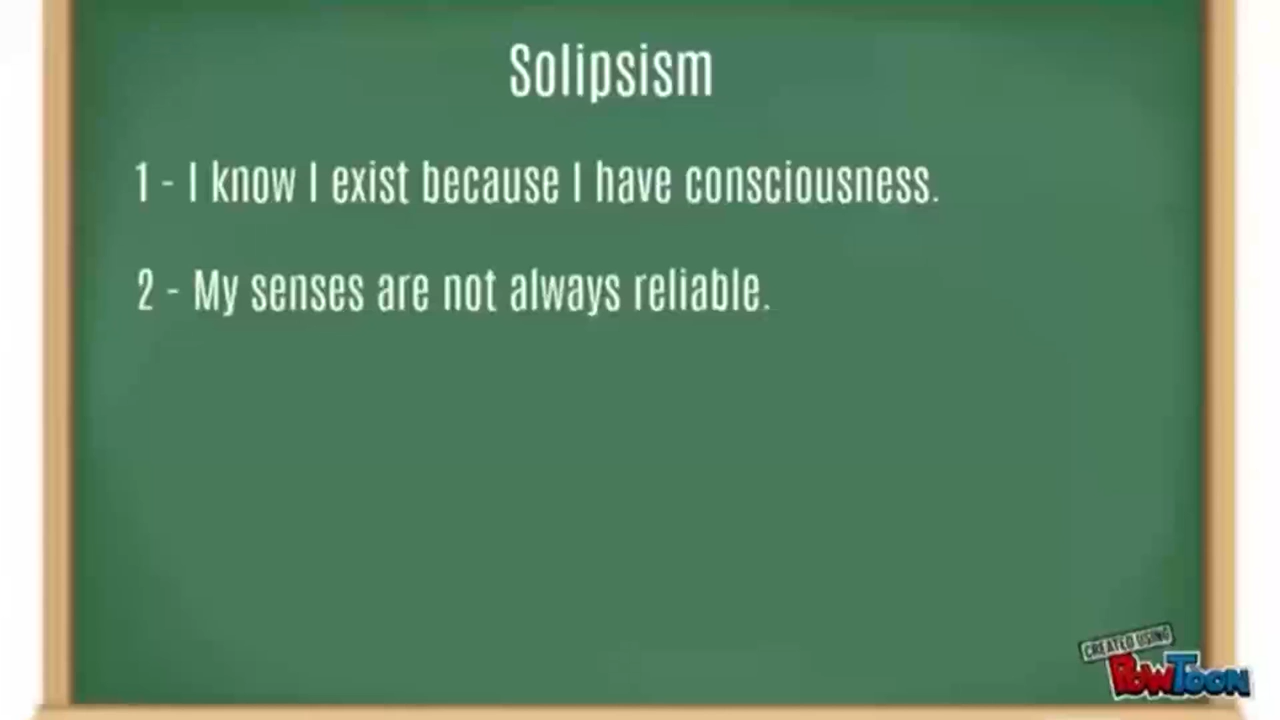 Solipsism
1 - I know I exist because I have consciousness.
2 - My senses are not always reliable.
CREATED USING
POWTOON